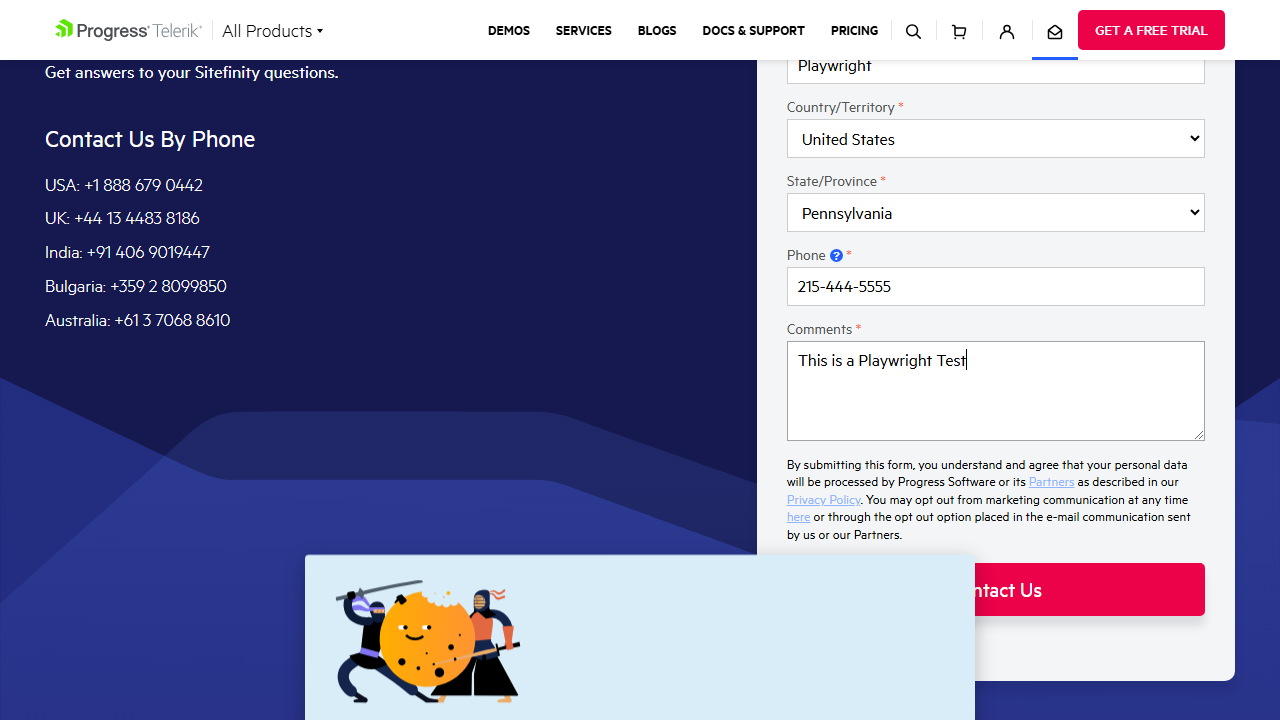 Progress Telerik
All Products
DEMOS
SERVICES
BLOGS
DOCS & SUPPORT
PRICING
GET A FREE TRIAL
Get answers to your Sitefinity questions.
Contact Us By Phone
USA: +1 888 679 0442
UK: +44 13 4483 8186
India: +91 406 9019447
Bulgaria: +359 2 8099850
Australia: +61 3 7068 8610
Playwright
Country/Territory *
United States
State/Province *
Pennsylvania
Phone ? *
215-444-5555
Comments *
This is a Playwright Test
By submitting this form, you understand and agree that your personal data
will be processed by Progress Software or its Partners as described in our
Privacy Policy. You may opt out from marketing communication at any time
here or through the opt out option placed in the e-mail communication sent
by us or our Partners.
ntact Us